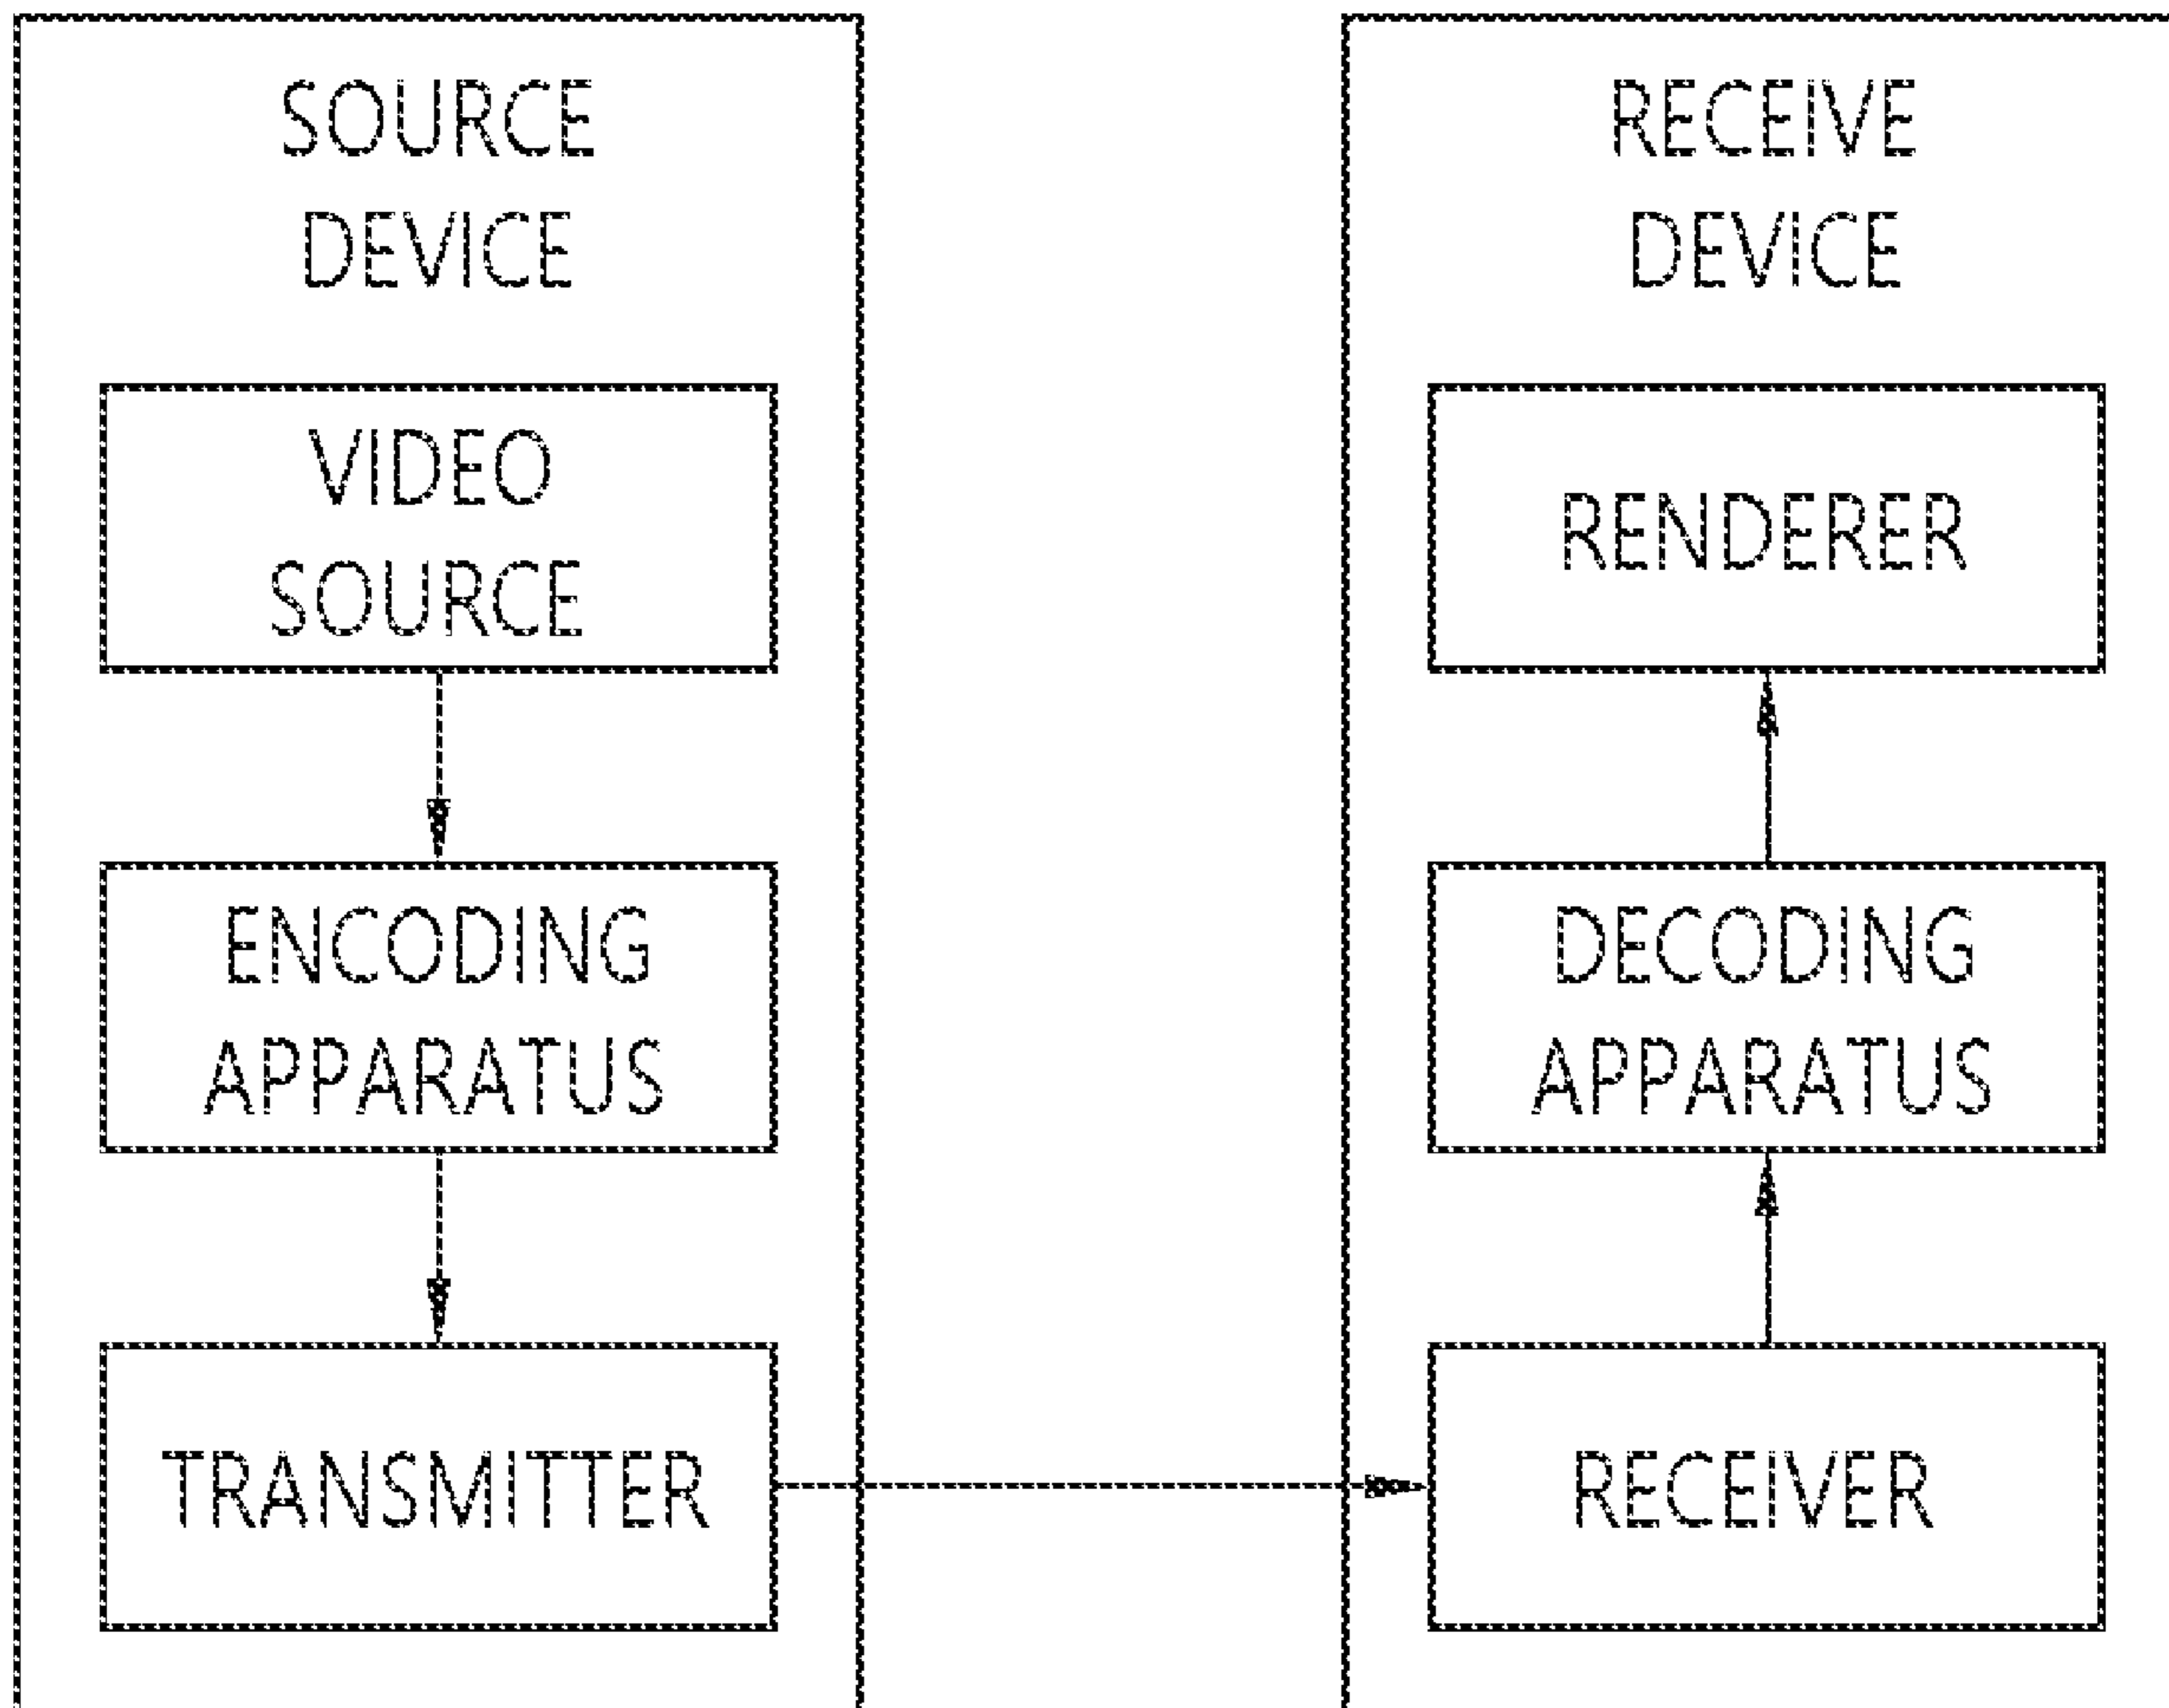 SOURCE
DEVICE
VIDEO
SOURCE
ENCODING
APPARATUS
TRANSMITTER
RECEIVE
DEVICE
RENDERER
DECODING
APPARATUS
RECEIVER